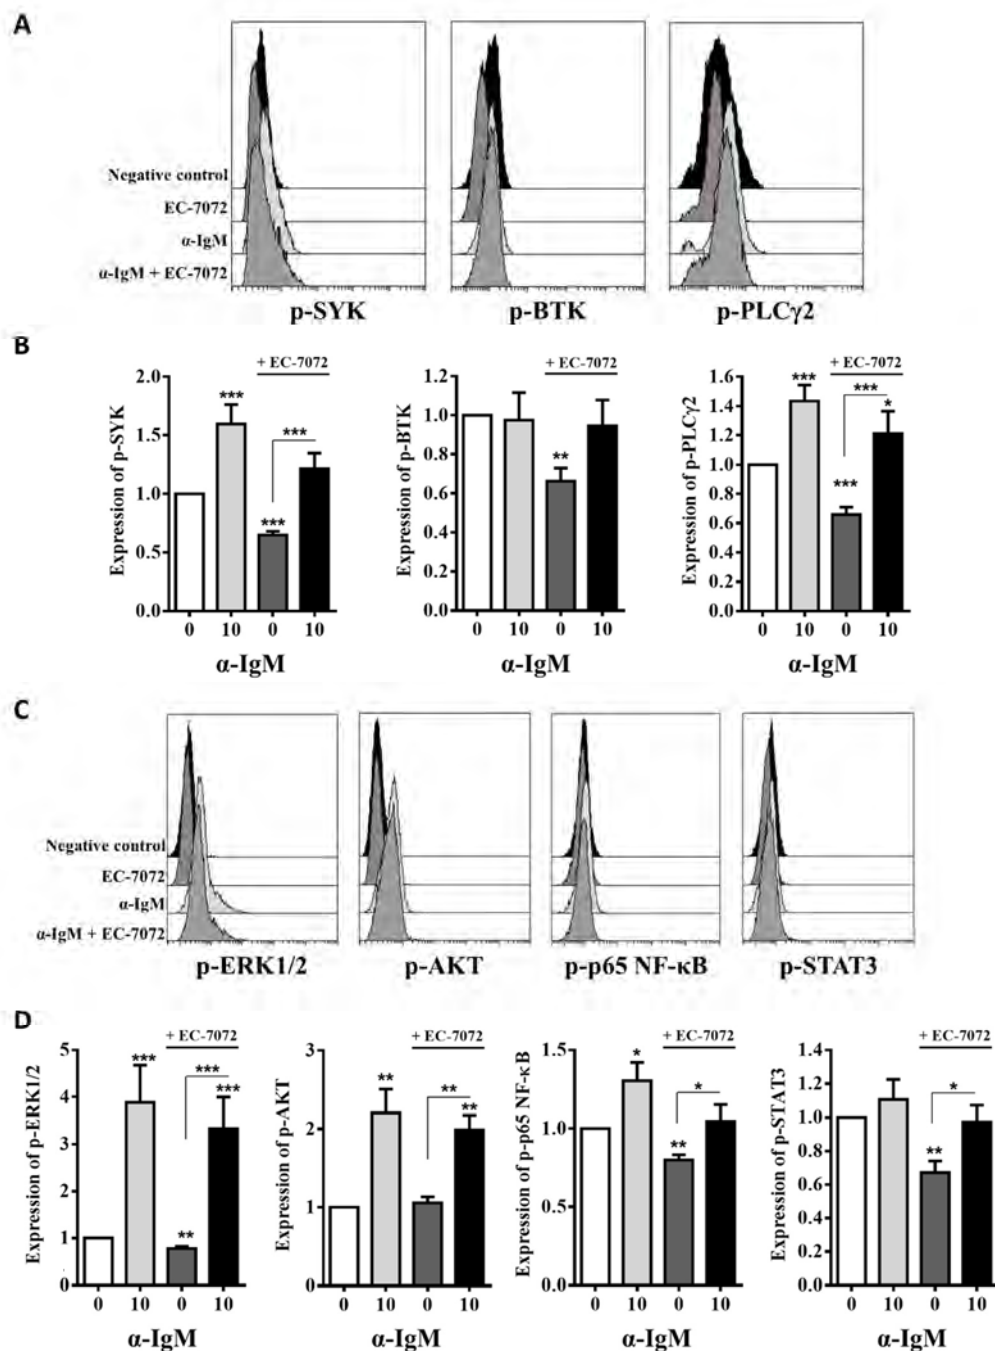 A
Negative control
EC-7072
α-IgM
α-IgM + EC-7072
p-SYK
p-BTK
p-PLCγ2
B
+ EC-7072
Expression of p-SYK
2.0
1.5
1.0
0.5
0.0
***
***
***
0
10
0
10
α-IgM
+ EC-7072
Expression of p-BTK
1.2
1.0
0.8
0.6
0.4
0.2
0.0
**
0
10
0
10
α-IgM
+ EC-7072
Expression of p-PLCγ2
1.6
1.4
1.2
1.0
0.8
0.6
0.4
0.2
0.0
***
***
***
*
0
10
0
10
α-IgM
C
Negative control
EC-7072
α-IgM
α-IgM + EC-7072
p-ERK1/2
p-AKT
p-p65 NF-κB
p-STAT3
D
+ EC-7072
Expression of p-ERK1/2
5
4
3
2
1
0
***
**
***
***
0
10
0
10
α-IgM
+ EC-7072
Expression of p-AKT
3
2
1
0
**
**
**
0
10
0
10
α-IgM
+ EC-7072
Expression of p-p65 NF-κB
1.5
1.0
0.5
0.0
*
**
*
0
10
0
10
α-IgM
+ EC-7072
Expression of p-STAT3
1.4
1.2
1.0
0.8
0.6
0.4
0.2
0.0
**
*
0
10
0
10
α-IgM